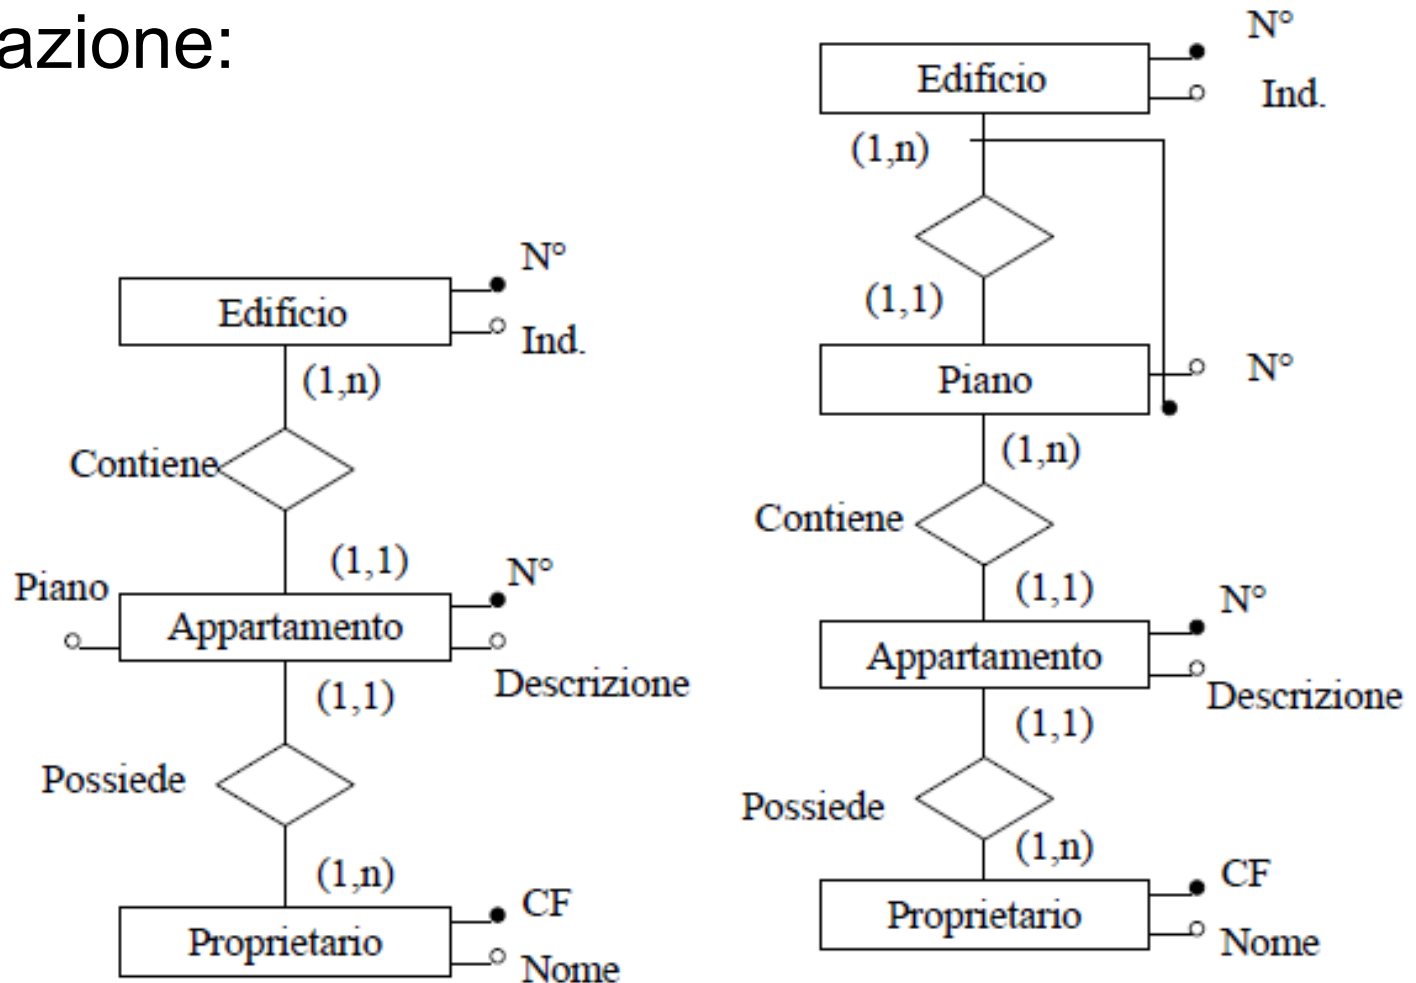 azione:
N°
Edificio
Ind.
(1,n)
Contiene
(1,1)
Piano
N°
Appartamento
Descrizione
(1,1)
Possiede
(1,n)
CF
Proprietario
Nome
N°
Edificio
Ind.
(1,n)
(1,1)
Piano
N°
(1,n)
Contiene
(1,1)
N°
Appartamento
Descrizione
(1,1)
Possiede
(1,n)
CF
Proprietario
Nome